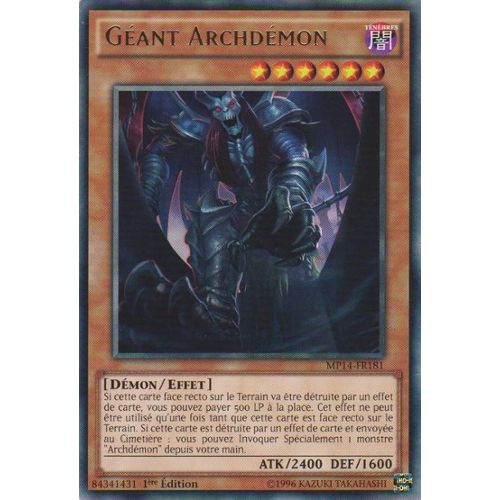 Géant Archdémon
TÉNÈBRES
闇
MP14-FR181
[Démon/Effet]
Si cette carte face recto sur le Terrain va être détruite par un effet
de carte, vous pouvez payer 500 LP à la place. Cet effet ne peut
être utilisé qu'une fois tant que cette carte est face recto sur le
Terrain. Si cette carte est détruite par un effet de carte et envoyée
au Cimetière : vous pouvez Invoquer Spécialement 1 monstre
"Archdémon" depuis votre main.
ATK/2400 DEF/1600
84341431 1ère Édition ©1996 KAZUKI TAKAHASHI